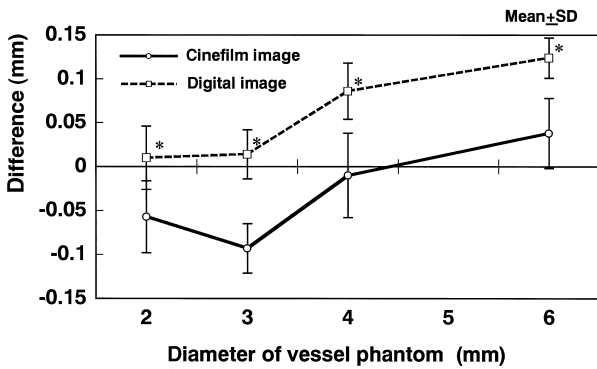 Mean±SD
0.15
0.1
0.05
0
-0.05
-0.1
-0.15
Difference (mm)
Cinefilm image
Digital image
*
*
*
*
2 3 4 5 6
Diameter of vessel phantom (mm)